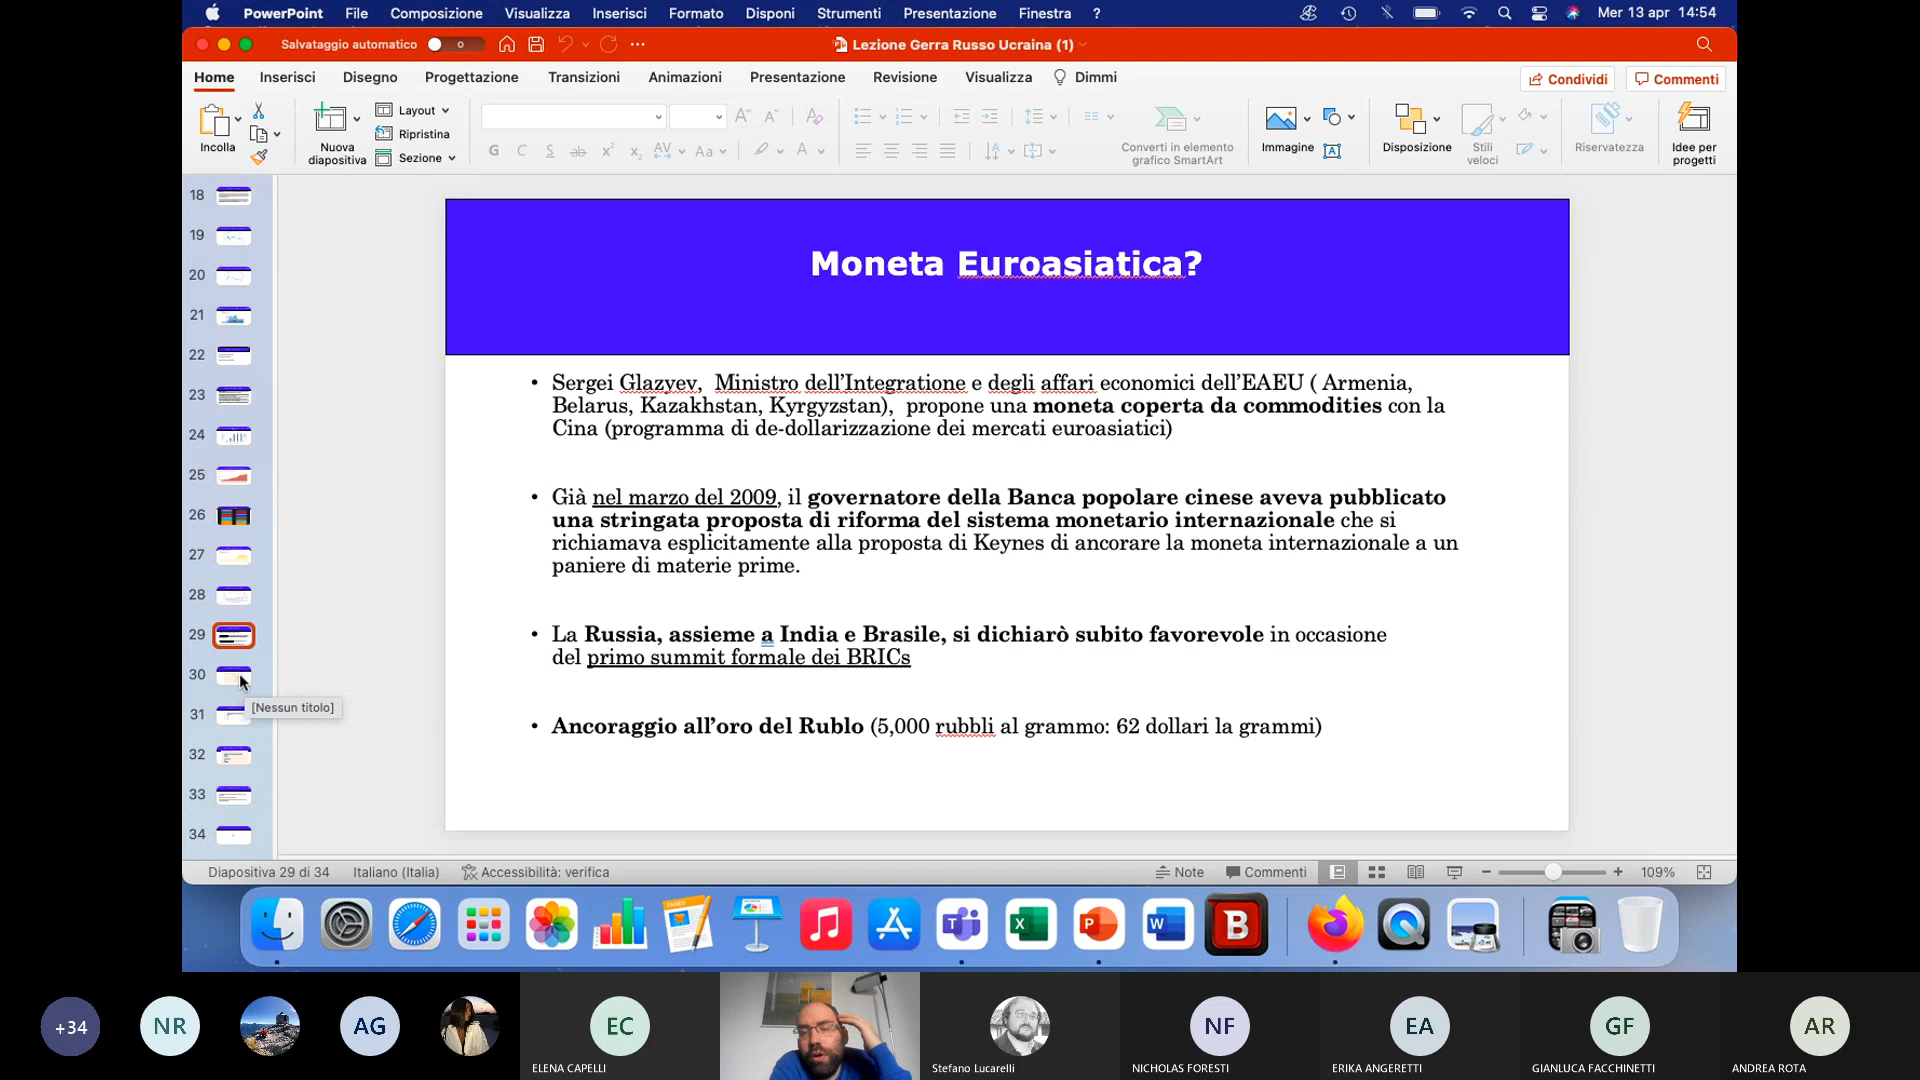 PowerPoint File Composizione Visualizza Inserisci Formato Disponi Strumenti Presentazione Finestra ? Mer 13 apr 14:54
Salvataggio automatico Lezione Gerra Russo Ucraina (1)
Home Inserisci Disegno Progettazione Transizioni Animazioni Presentazione Revisione Visualizza Dimmi Condividi Commenti
Incolla
Nuova diapositiva
Layout
Ripristina
Sezione
G C S ab x² x₂ AV Aa A
Converti in elemento grafico SmartArt
Immagine
Disposizione
Stili veloci
Riservatezza
Idee per progetti
18
19
20
21
22
23
24
25
26
27
28
29
30
[Nessun titolo]
31
32
33
34
Moneta Euroasiatica?
• Sergei Glazyev, Ministro dell'Integratione e degli affari economici dell'EAEU ( Armenia,
Belarus, Kazakhstan, Kyrgyzstan), propone una moneta coperta da commodities con la
Cina (programma di de-dollarizzazione dei mercati euroasiatici)
• Già nel marzo del 2009, il governatore della Banca popolare cinese aveva pubblicato
una stringata proposta di riforma del sistema monetario internazionale che si
richiamava esplicitamente alla proposta di Keynes di ancorare la moneta internazionale a un
paniere di materie prime.
• La Russia, assieme a India e Brasile, si dichiarò subito favorevole in occasione
del primo summit formale dei BRICs
• Ancoraggio all'oro del Rublo (5,000 rubbli al grammo: 62 dollari la grammi)
Diapositiva 29 di 34 Italiano (Italia) Accessibilità: verifica Note Commenti 109%
+34 NR AG EC NF EA GF AR
ELENA CAPELLI Stefano Lucarelli NICHOLAS FORESTI ERIKA ANGERETTI GIANLUCA FACCHINETTI ANDREA ROTA